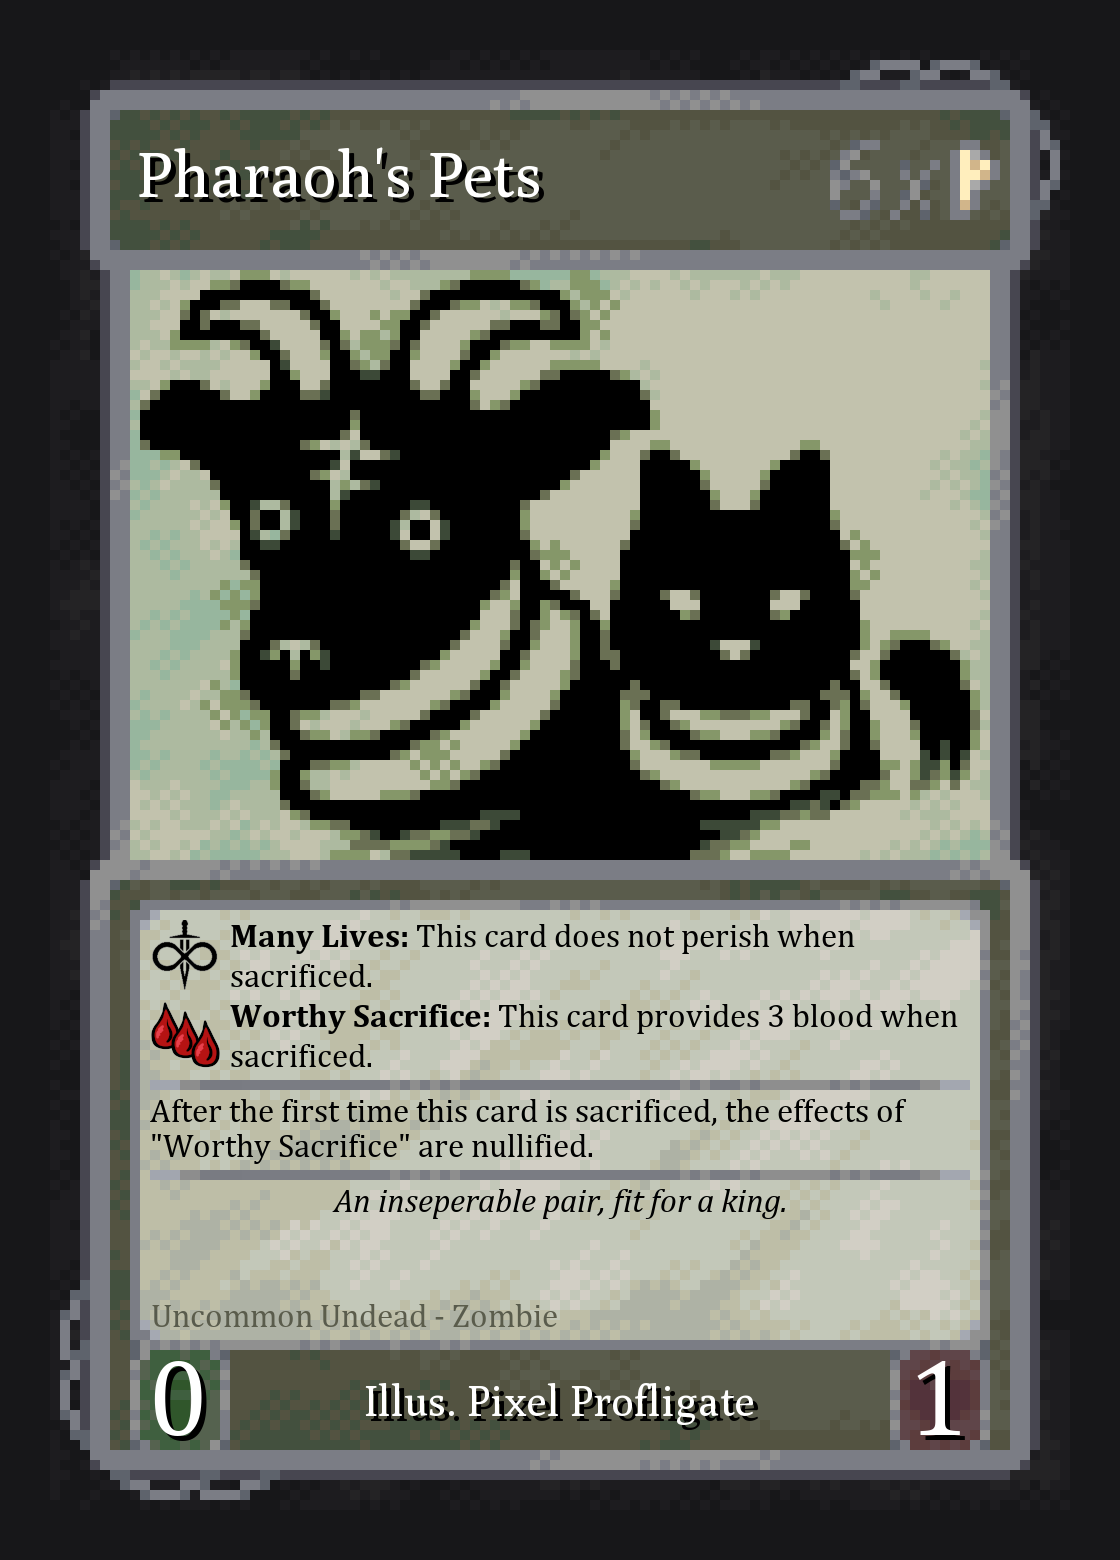 Pharaoh's Pets 6x
Many Lives: This card does not perish when
sacrificed.
Worthy Sacrifice: This card provides 3 blood when
sacrificed.
After the first time this card is sacrificed, the effects of
"Worthy Sacrifice" are nullified.
An inseperable pair, fit for a king.
Uncommon Undead - Zombie
0 Illus. Pixel Profligate 1